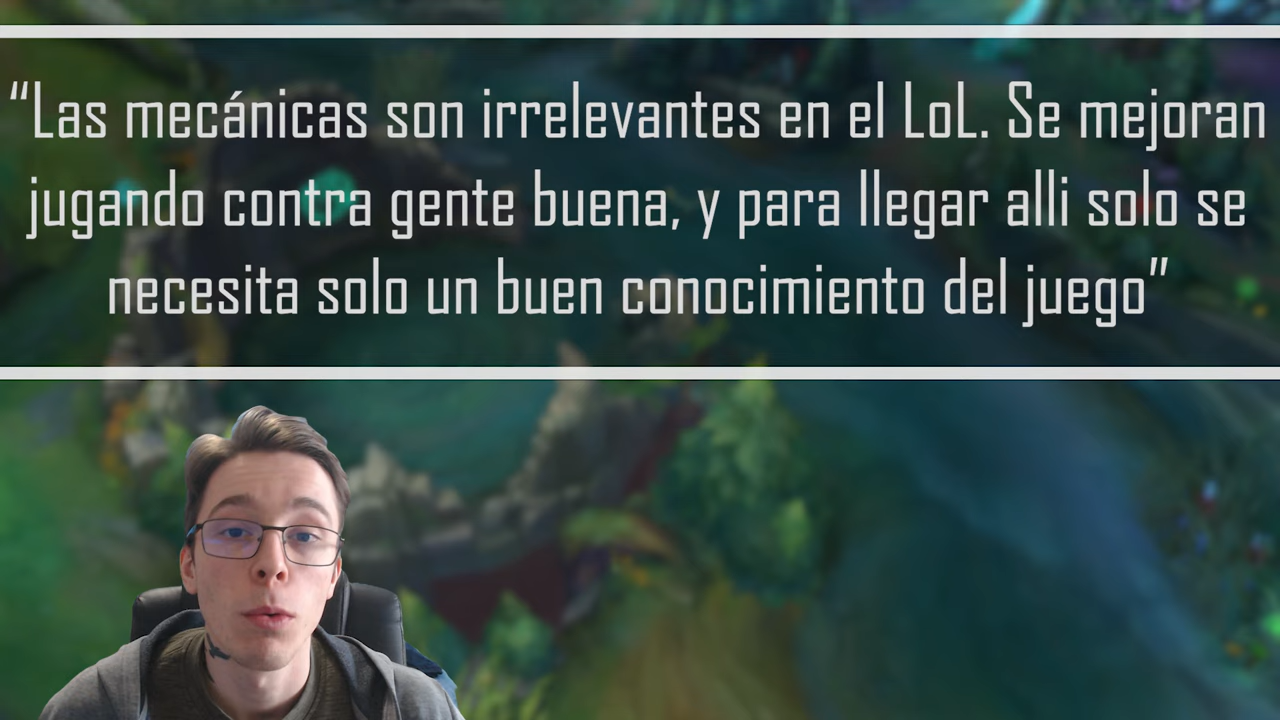 “Las mecánicas son irrelevantes en el LoL. Se mejoran
jugando contra gente buena, y para llegar alli solo se
necesita solo un buen conocimiento del juego”